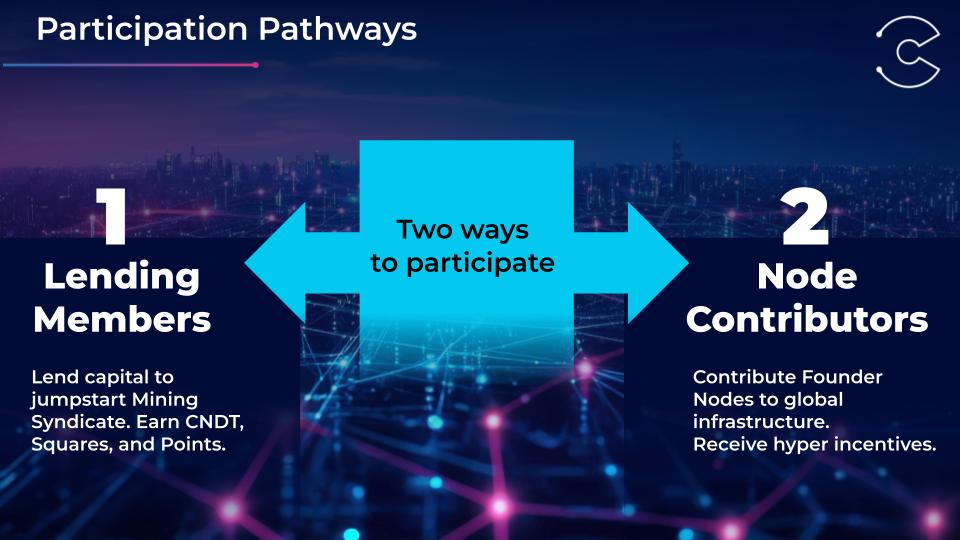 Participation Pathways
Two ways
to participate
1
Lending
Members
Lend capital to
jumpstart Mining
Syndicate. Earn CNDT,
Squares, and Points.
2
Node
Contributors
Contribute Founder
Nodes to global
infrastructure.
Receive hyper incentives.